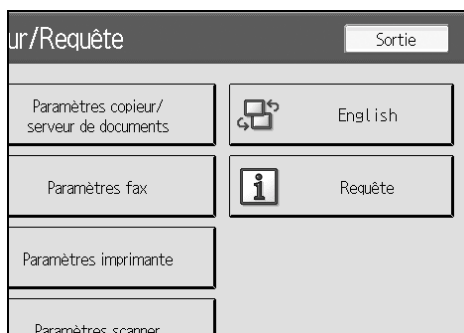 ur/Requête
Sortie
Paramètres copieur/
serveur de documents
English
Paramètres fax
Requête
Paramètres imprimante
Paramètres scanner